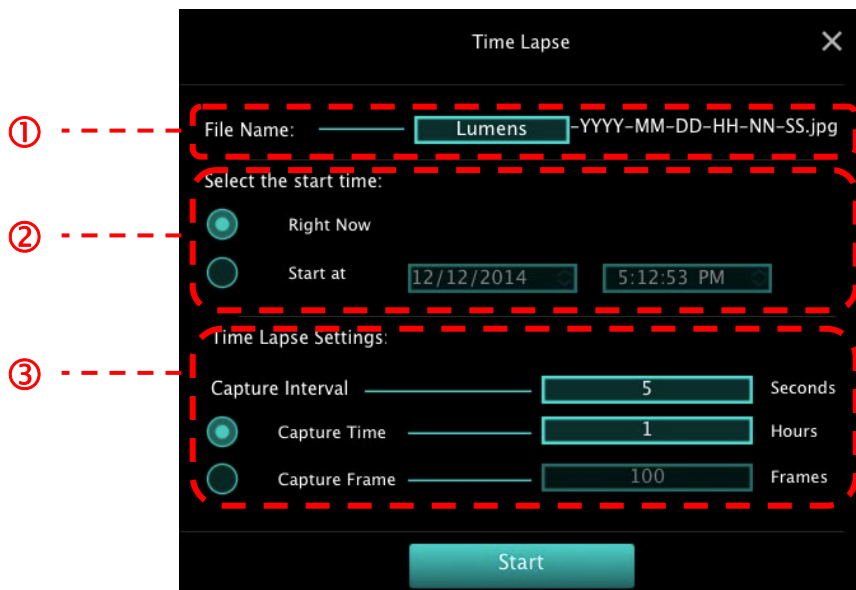 Time Lapse ×
① File Name: Lumens -YYYY-MM-DD-HH-NN-SS.jpg
Select the start time:
② Right Now
Start at 12/12/2014 5:12:53 PM
Time Lapse Settings:
③ Capture Interval 5 Seconds
Capture Time 1 Hours
Capture Frame 100 Frames
Start